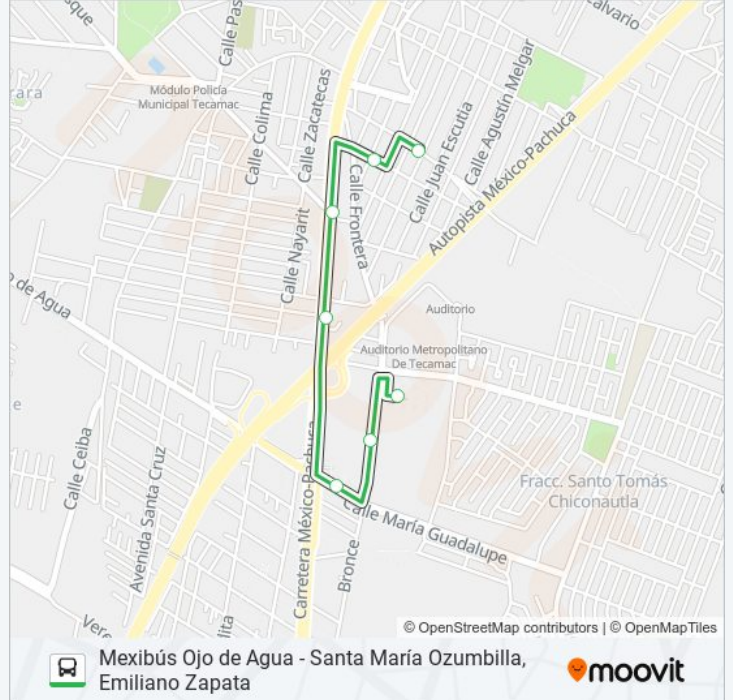 Calvario
Calle Pas
Módulo Policía
Municipal Tecamac
Calle Colima
Calle Zacatecas
Calle Agustín Melgar
Calle Juan Escutia
Calle Frontera
Calle Nayarit
Autopista México-Pachuca
o de Agua
Auditorio
Auditorio Metropolitano
De Tecamac
e
Calle Ceiba
Avenida Santa Cruz
Carretera México-Pachuca
Fracc. Santo Tomás
Chiconautla
Calle María Guadalupe
Bronce
© OpenStreetMap contributors | © OpenMapTiles
Mexibús Ojo de Agua - Santa María Ozumbilla,
Emiliano Zapata
moovit